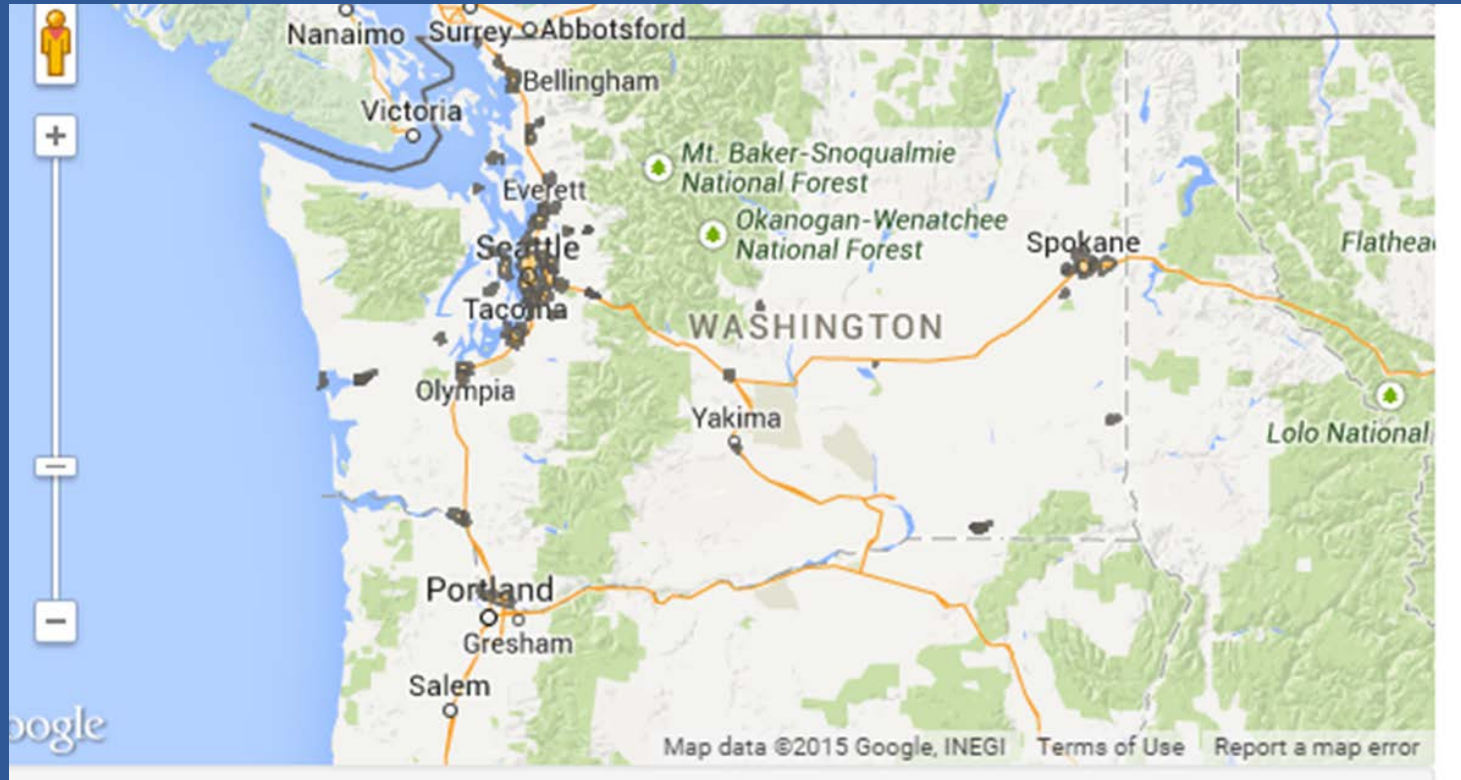 Nanaimo
Surrey
Abbotsford
Bellingham
Victoria
Mt. Baker-Snoqualmie
National Forest
Everett
Okanogan-Wenatchee
National Forest
Seattle
Spokane
Flathea
Tacoma
WASHINGTON
Olympia
Yakima
Lolo National
Portland
Gresham
Salem
oogle
Map data ©2015 Google, INEGI
Terms of Use
Report a map error